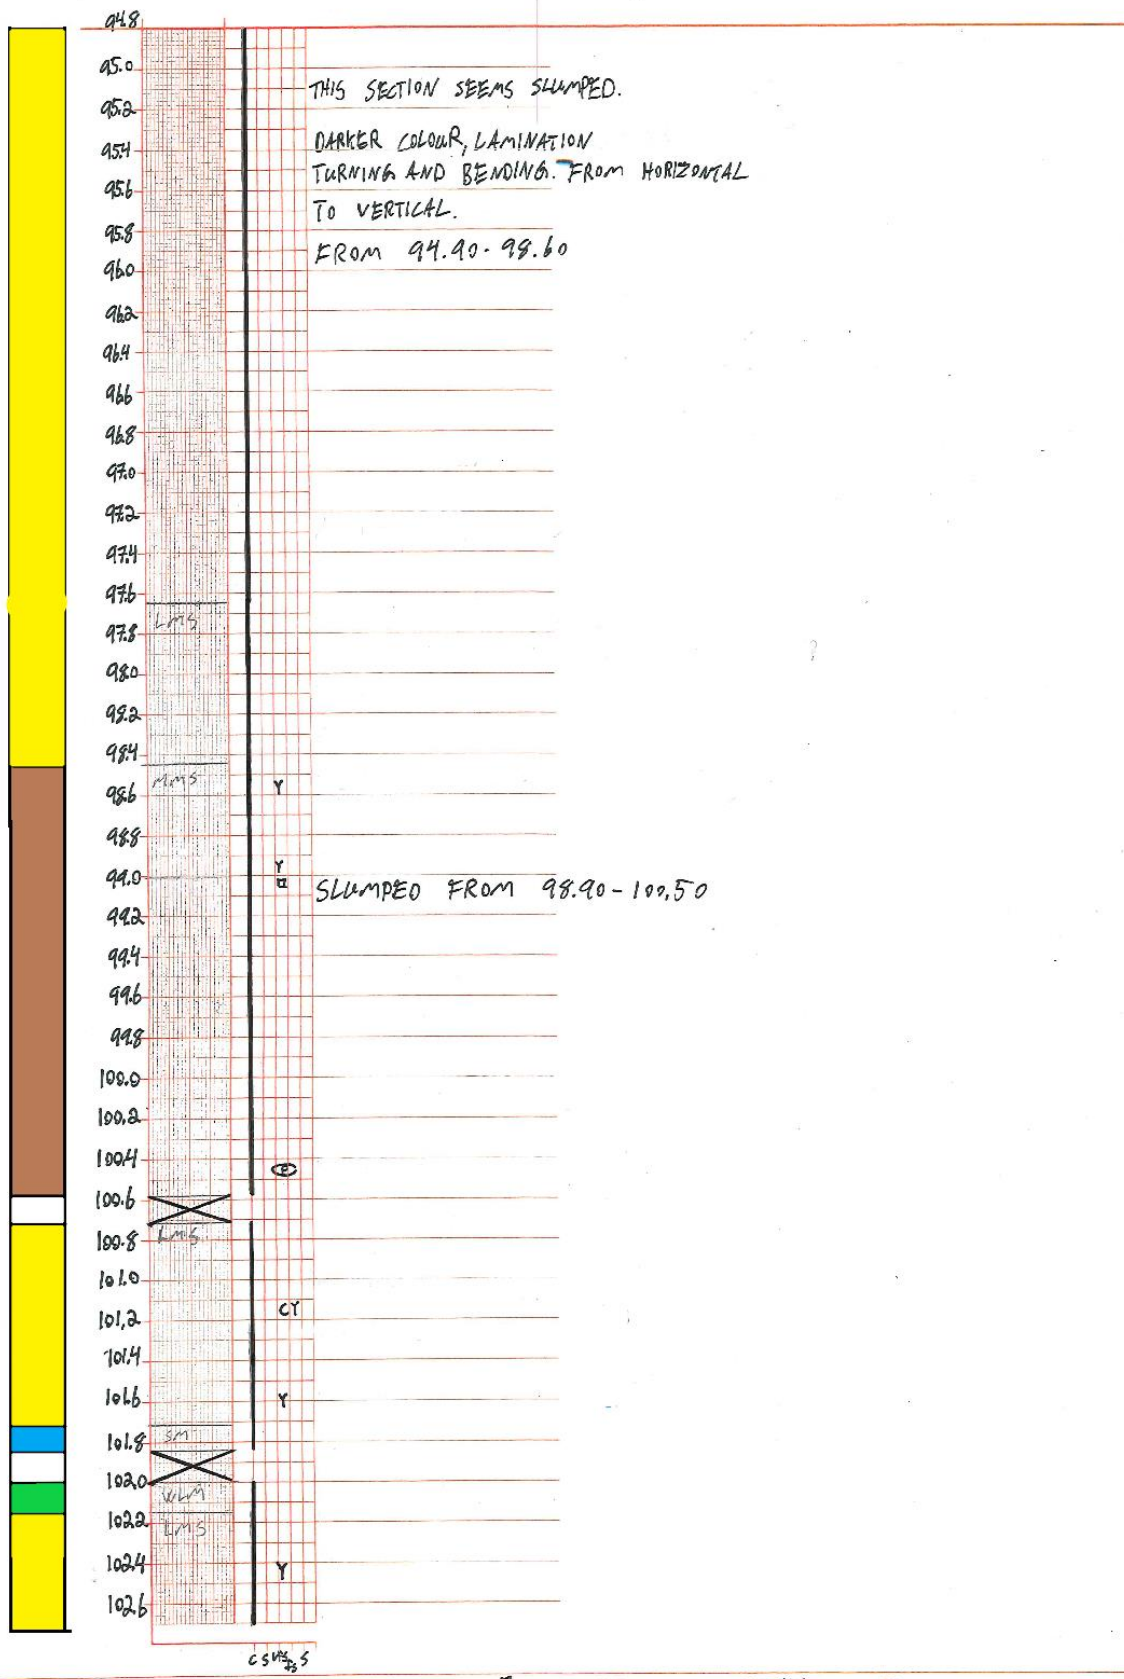 94.8
95.0
THIS SECTION SEEMS SLUMPED.
95.2
95.4
DARKER COLOUR, LAMINATION
TURNING AND BENDING. FROM HORIZONTAL
95.6
TO VERTICAL.
95.8
FROM 94.90-98.60
96.0
96.2
96.4
96.6
96.8
97.0
97.2
97.4
97.6
LMS
97.8
98.0
98.2
98.4
MMS
98.6 Y
98.8
Y
99.0
SLUMPED FROM 98.90-100.50
99.2
99.4
99.6
99.8
100.0
100.2
100.4
100.6
LMS
100.8
101.0
CY
101.2
101.4
101.6 Y
SM
101.8
102.0
WLM
102.2
LMS
102.4 Y
102.6